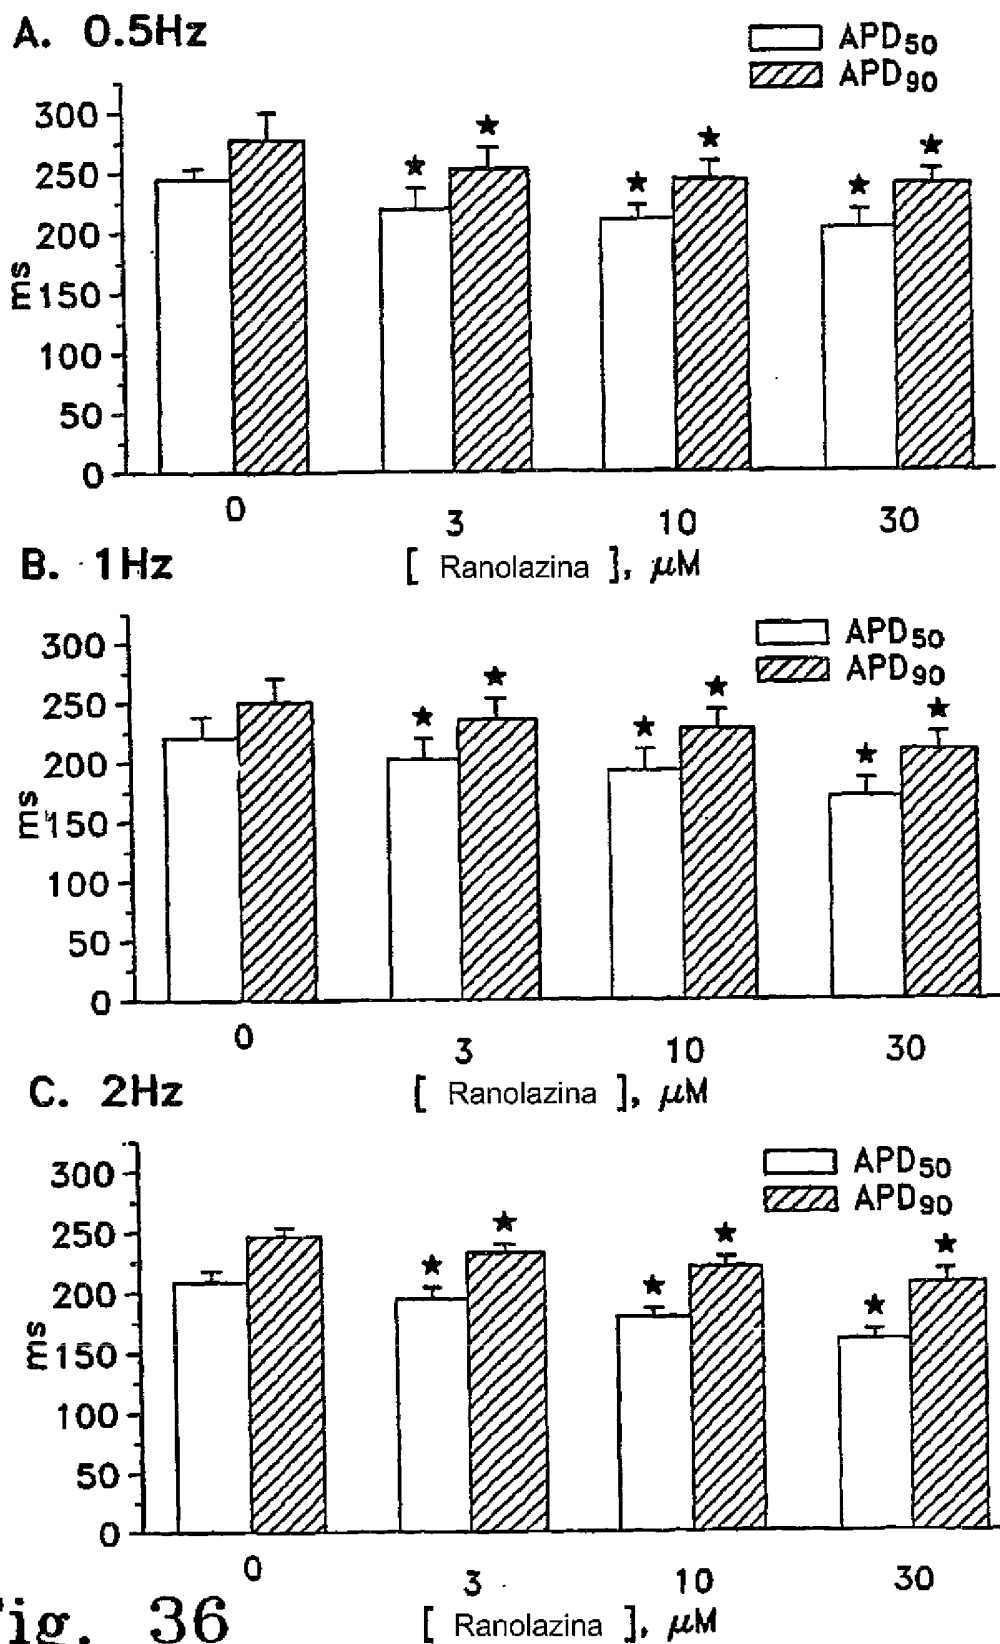 A. 0.5Hz
APD50
APD90
★ ★ ★ ★ ★ ★
300
250
200
150
100
50
0
ms
0 3 10 30
[ Ranolazina ], μM
B. 1Hz
APD50
APD90
★ ★ ★ ★ ★ ★
300
250
200
150
100
50
0
ms
0 3 10 30
[ Ranolazina ], μM
C. 2Hz
APD50
APD90
★ ★ ★ ★ ★ ★
300
250
200
150
100
50
0
ms
0 3 10 30
[ Ranolazina ], μM
ig. 36